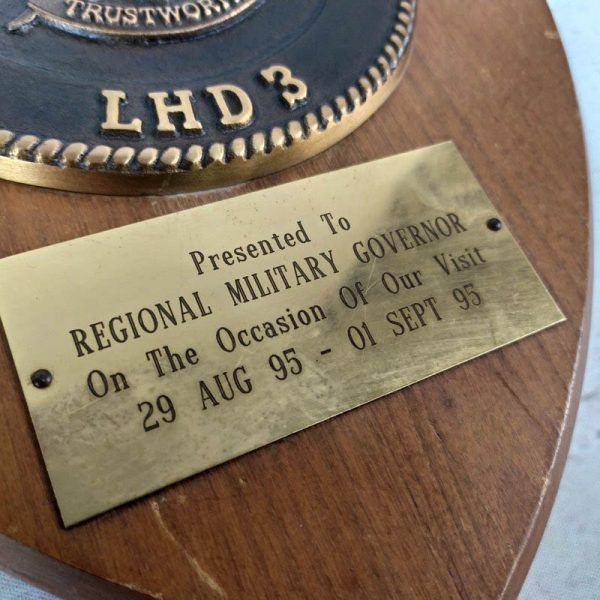 TRUSTWORTHY
LHD 3
Presented To
REGIONAL MILITARY GOVERNOR
On The Occasion Of Our Visit
29 AUG 95 - 01 SEPT 95